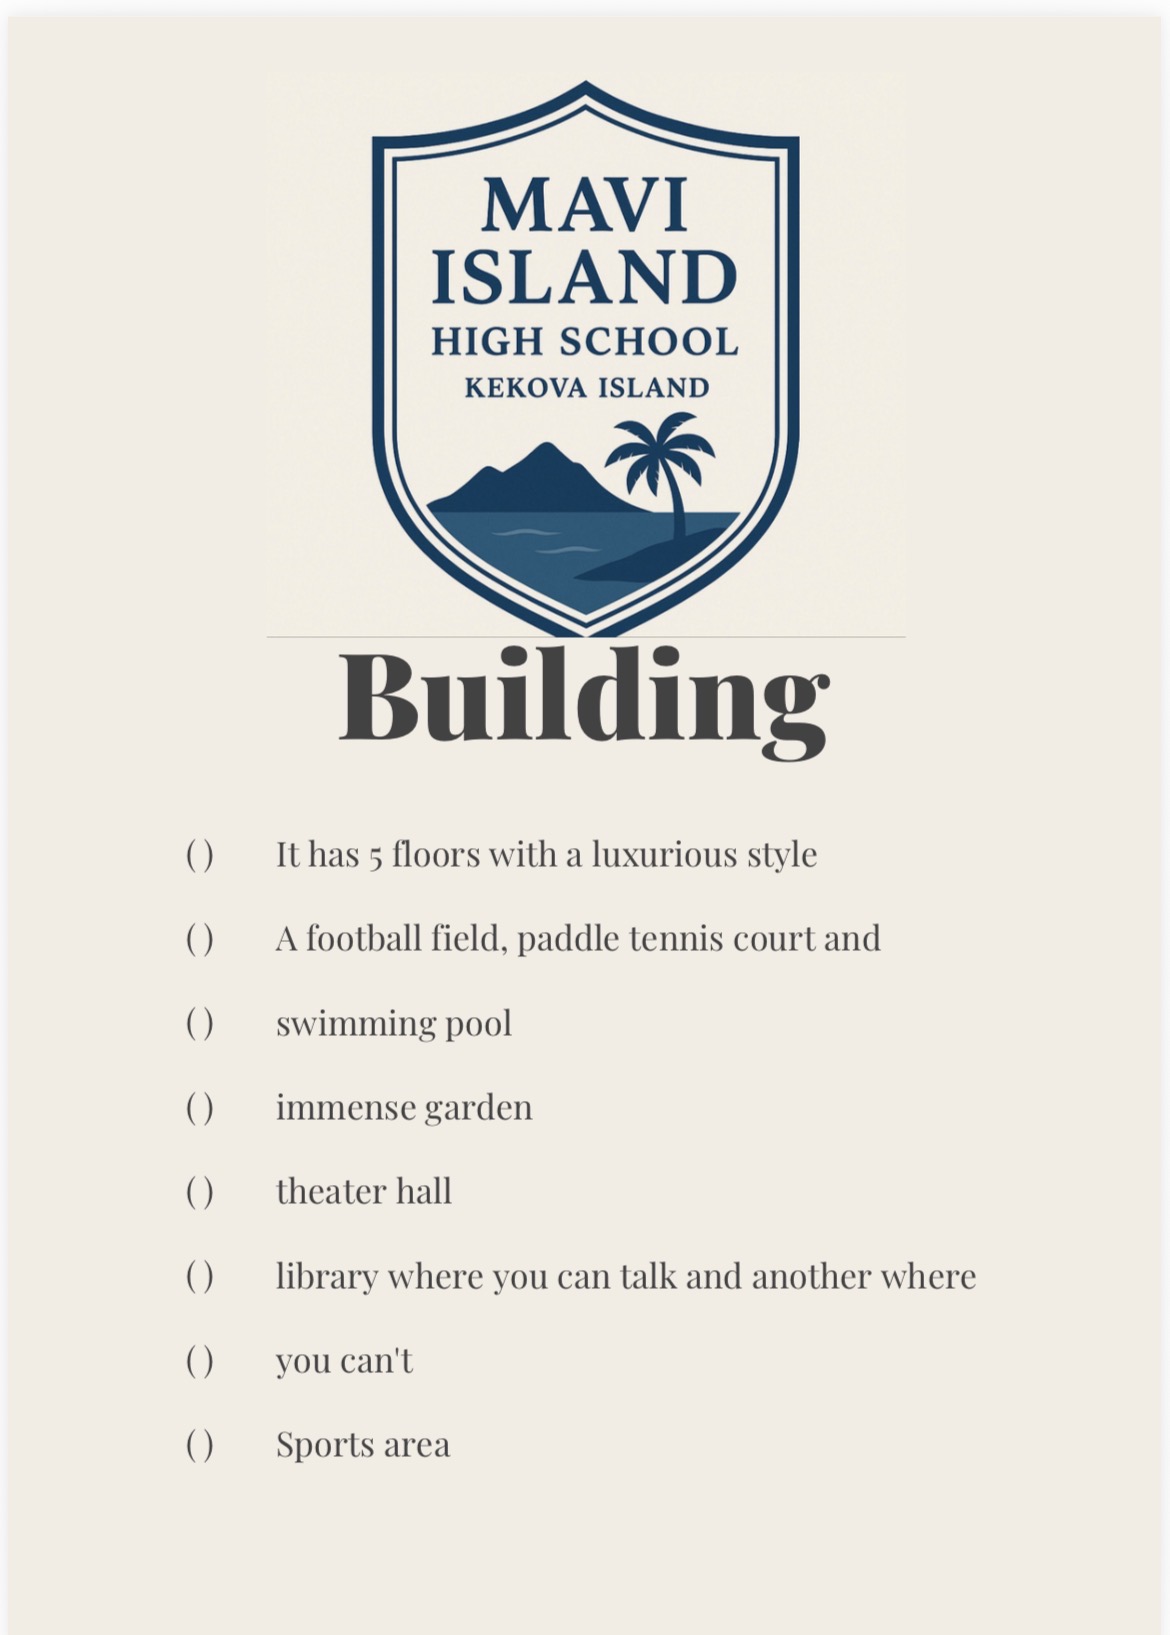 MAVI
ISLAND
HIGH SCHOOL
KEKOVA ISLAND
Building
( ) It has 5 floors with a luxurious style
( ) A football field, paddle tennis court and
( ) swimming pool
( ) immense garden
( ) theater hall
( ) library where you can talk and another where
( ) you can't
( ) Sports area